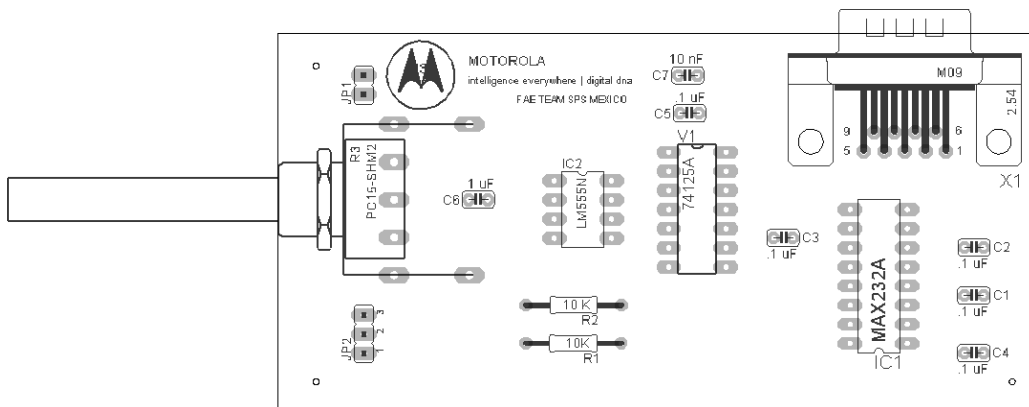 MOTOROLA
intelligence everywhere | digital dna
FAE TEAM SPS MEXICO
JP1
10 nF
C7
.1 uF
C5
V1
74125A
M09
2.54
9
6
5
1
X1
R3
PC16-SHM2
1 uF
C6
IC2
LM555N
C3
.1 uF
MAX232A
IC1
C2
.1 uF
C1
.1 uF
C4
.1 uF
10 K
R2
10K
R1
JP2
3
2
1